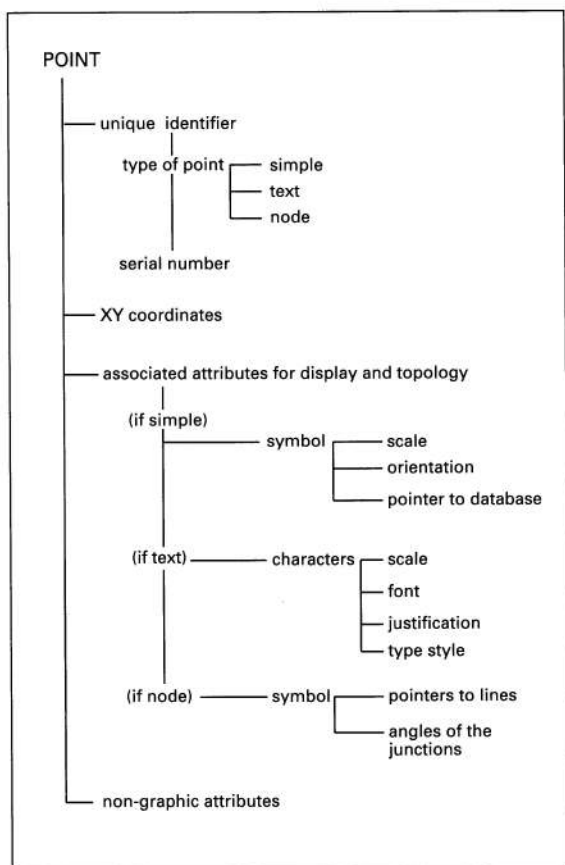 POINT
unique identifier
type of point
simple
text
node
serial number
XY coordinates
associated attributes for display and topology
(if simple)
symbol
scale
orientation
pointer to database
(if text)
characters
scale
font
justification
type style
(if node)
symbol
pointers to lines
angles of the
junctions
non-graphic attributes